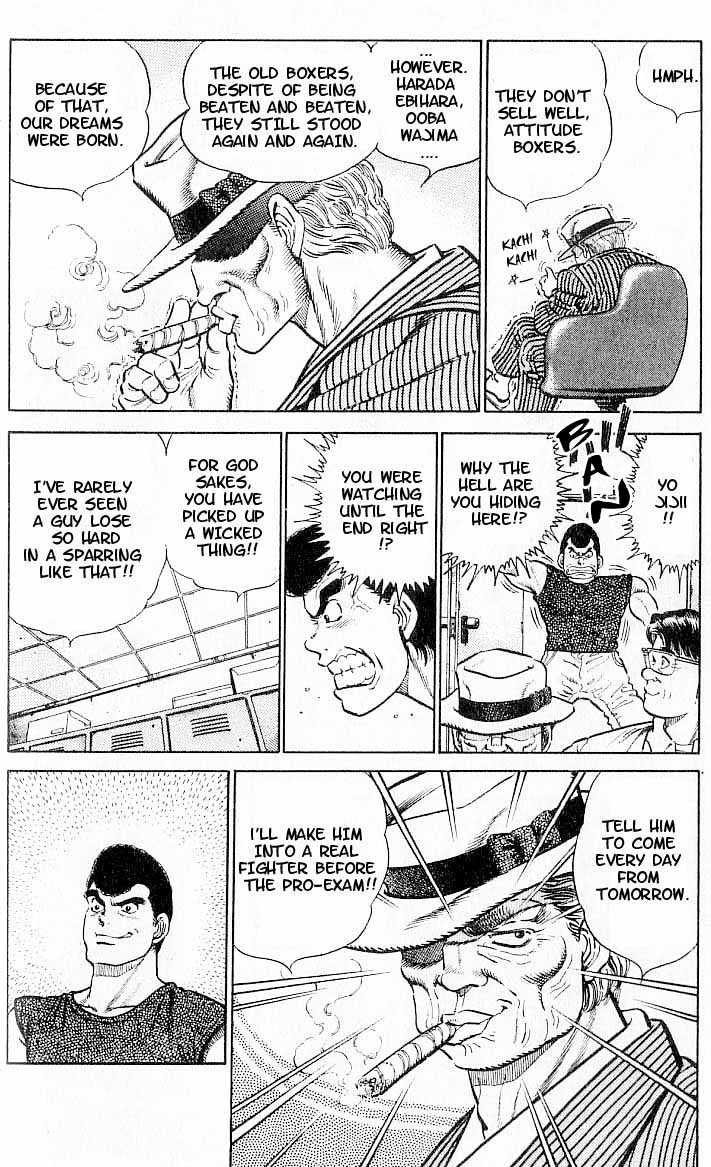 HMPH.
THEY DON'T
SELL WELL,
ATTITUDE
BOXERS.
KACHI
KACHI
...
HOWEVER.
HARADA
EBIHARA,
OOBA
WAJIMA
....
THE OLD BOXERS,
DESPITE OF BEING
BEATEN AND BEATEN,
THEY STILL STOOD
AGAIN AND AGAIN.
BECAUSE
OF THAT,
OUR DREAMS
WERE BORN.
YO
JIJII
!!
BAM
WHY THE
HELL ARE
YOU HIDING
HERE!?
YOU WERE
WATCHING
UNTIL THE
END RIGHT
!?
FOR GOD
SAKES,
YOU HAVE
PICKED UP
A WICKED
THING!!
I'VE RARELY
EVER SEEN
A GUY LOSE
SO HARD
IN A SPARRING
LIKE THAT!!
TELL HIM
TO COME
EVERY DAY
FROM
TOMORROW.
I'LL MAKE HIM
INTO A REAL
FIGHTER BEFORE
THE PRO-EXAM!!